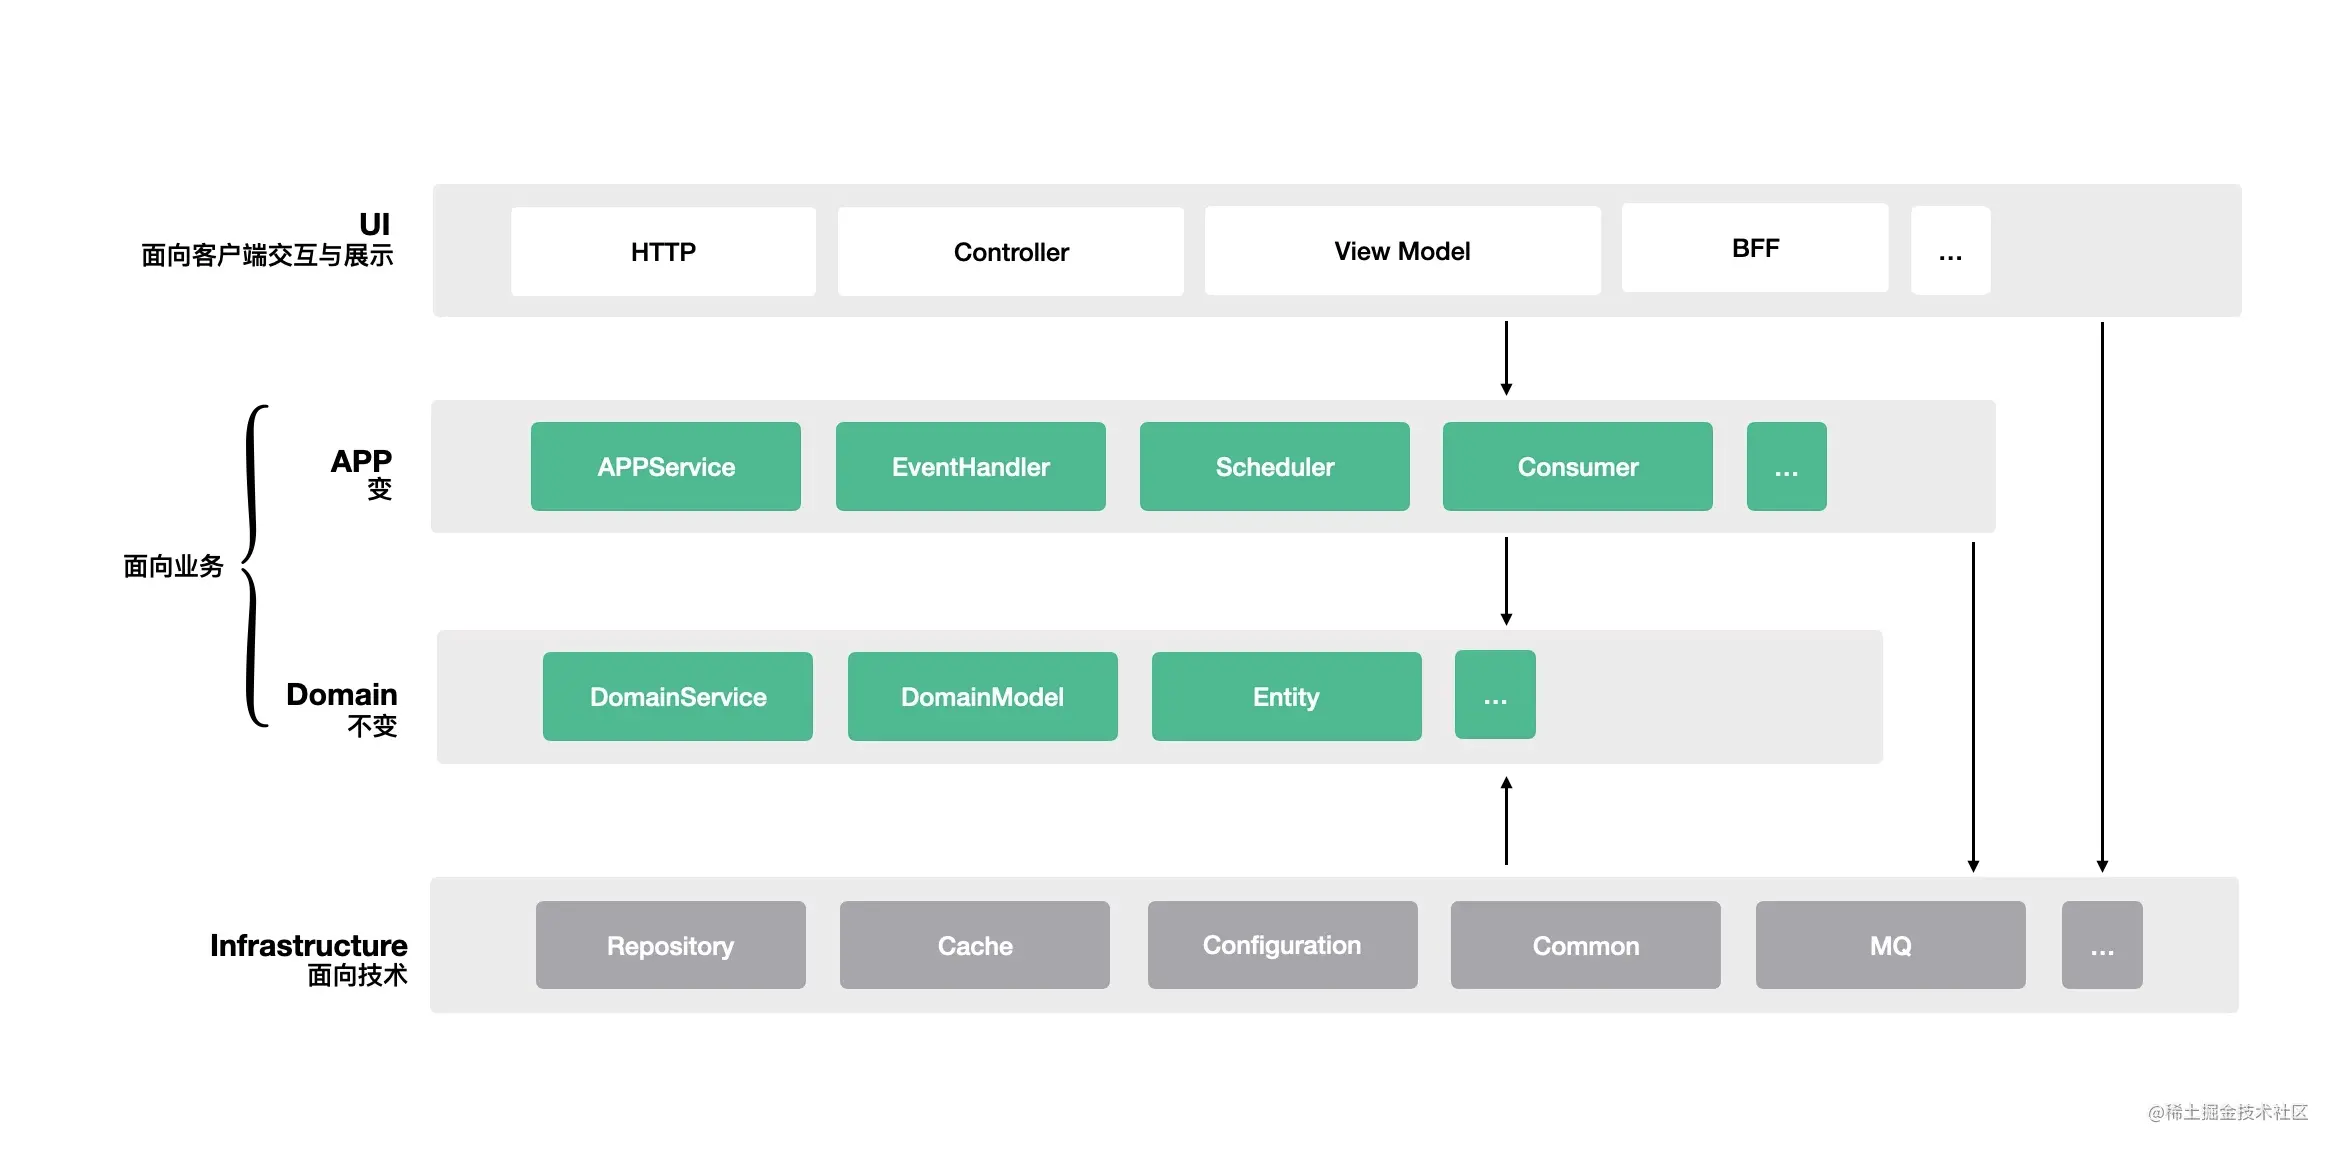 UI
面向客户端交互与展示
HTTP
Controller
View Model
BFF
...
APP
变
APPService
EventHandler
Scheduler
Consumer
...
面向业务
Domain
不变
DomainService
DomainModel
Entity
...
Infrastructure
面向技术
Repository
Cache
Configuration
Common
MQ
...
@稀土掘金技术社区